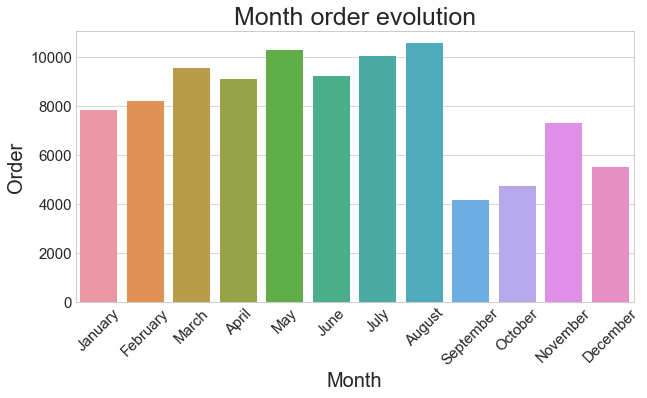 Month order evolution
Order
10000
8000
6000
4000
2000
0
January
February
March
April
May
June
July
August
September
October
November
December
Month